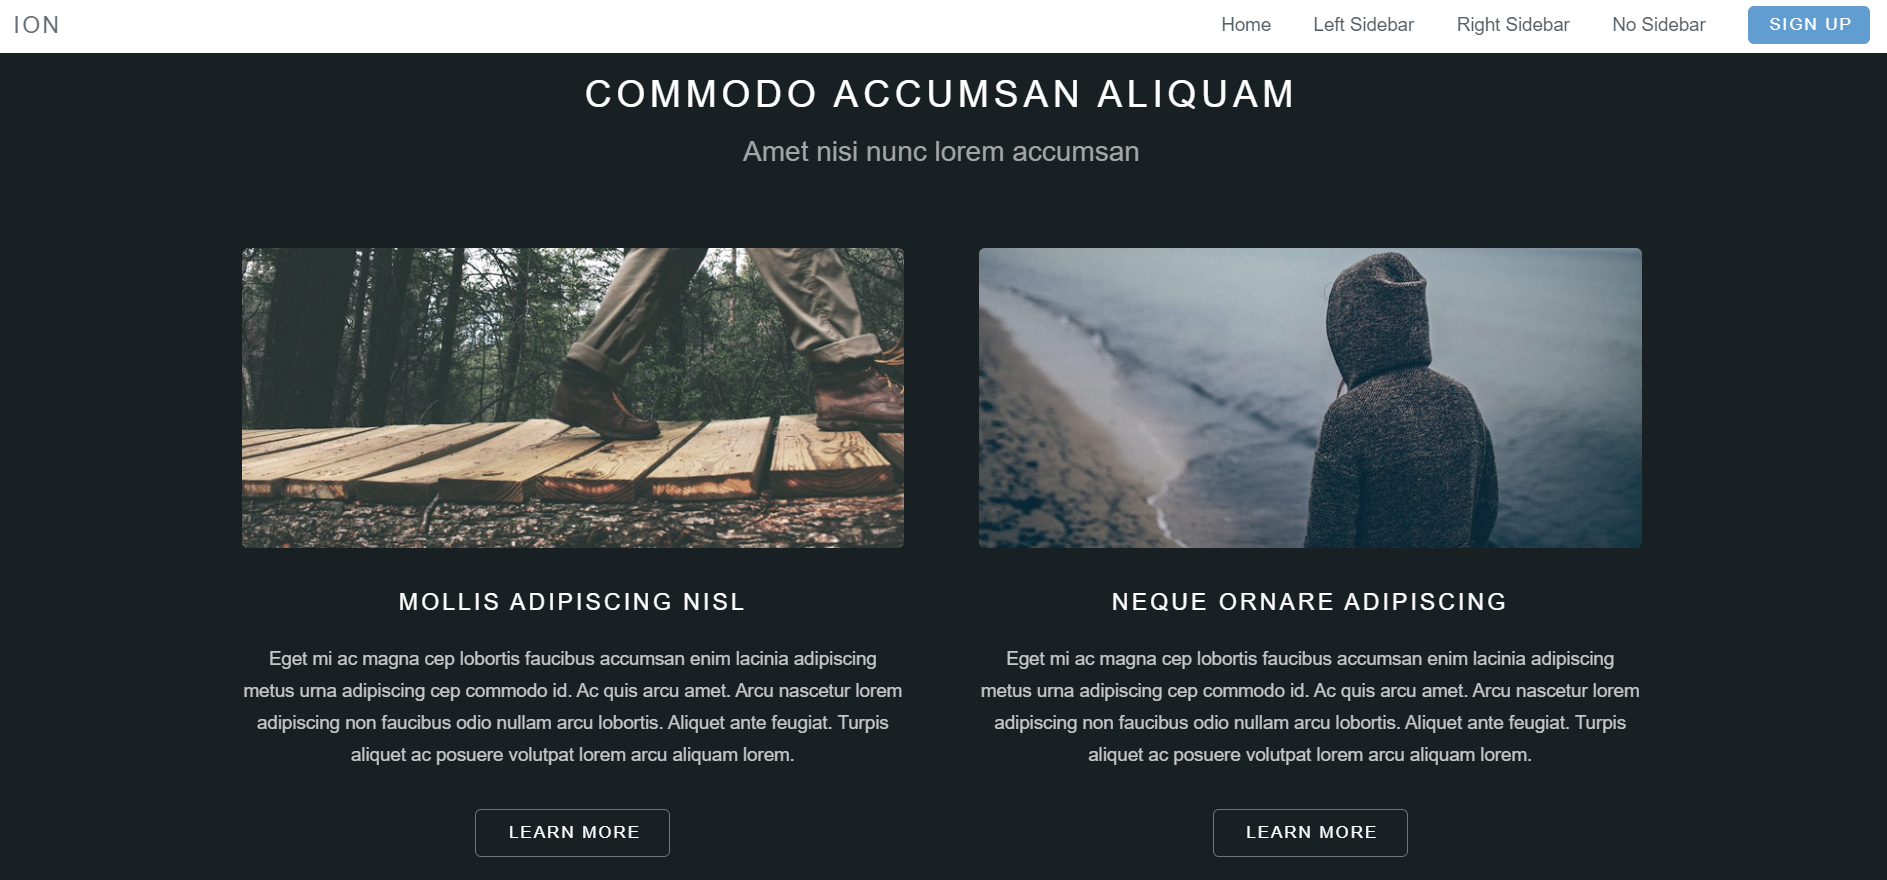 ION
Home
Left Sidebar
Right Sidebar
No Sidebar
SIGN UP
COMMODO ACCUMSAN ALIQUAM
Amet nisi nunc lorem accumsan
MOLLIS ADIPISCING NISL
Eget mi ac magna cep lobortis faucibus accumsan enim lacinia adipiscing
metus urna adipiscing cep commodo id. Ac quis arcu amet. Arcu nascetur lorem
adipiscing non faucibus odio nullam arcu lobortis. Aliquet ante feugiat. Turpis
aliquet ac posuere volutpat lorem arcu aliquam lorem.
LEARN MORE
NEQUE ORNARE ADIPISCING
Eget mi ac magna cep lobortis faucibus accumsan enim lacinia adipiscing
metus urna adipiscing cep commodo id. Ac quis arcu amet. Arcu nascetur lorem
adipiscing non faucibus odio nullam arcu lobortis. Aliquet ante feugiat. Turpis
aliquet ac posuere volutpat lorem arcu aliquam lorem.
LEARN MORE